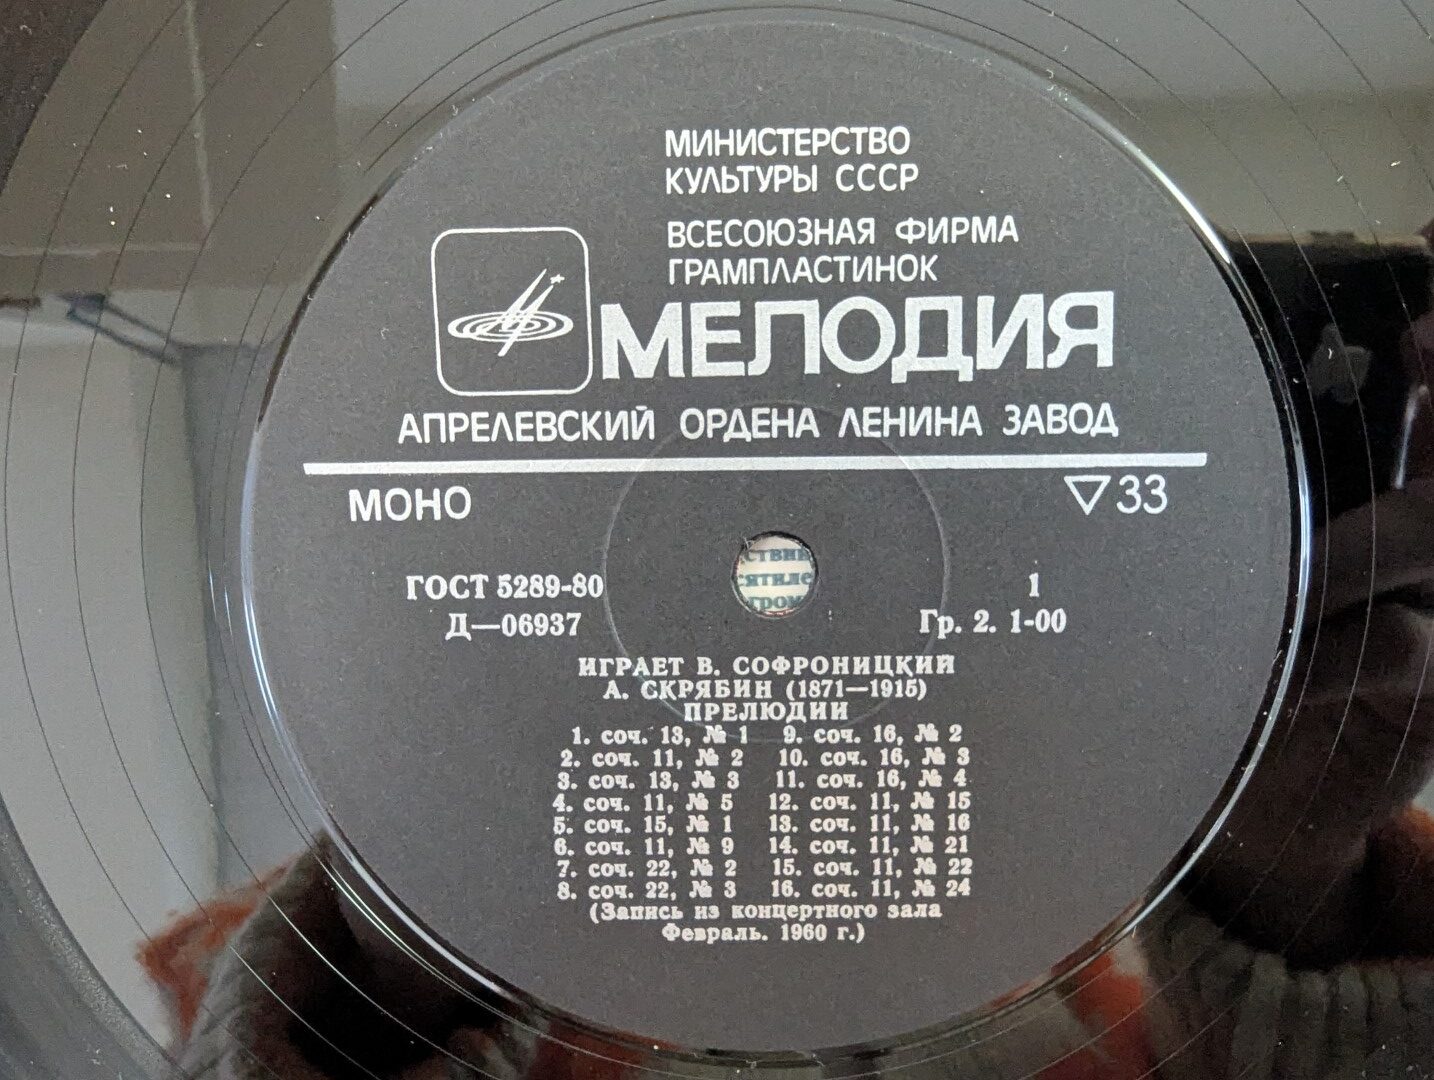 МИНИСТЕРСТВО
КУЛЬТУРЫ СССР
ВСЕСОЮЗНАЯ ФИРМА
ГРАМПЛАСТИНОК
МЕЛОДИЯ
АПРЕЛЕВСКИЙ ОРДЕНА ЛЕНИНА ЗАВОД
МОНО
▽33
ГОСТ 5289-80
1
Д—06937
Гр. 2. 1-00
ИГРАЕТ В. СОФРОНИЦКИЙ
А. СКРЯБИН (1871—1915)
ПРЕЛЮДИИ
1. соч. 13, № 1
2. соч. 11, № 2
3. соч. 13, № 3
4. соч. 11, № 5
5. соч. 15, № 1
6. соч. 11, № 9
7. соч. 22, № 2
8. соч. 22, № 3
9. соч. 16, № 2
10. соч. 16, № 3
11. соч. 16, № 4
12. соч. 11, № 15
13. соч. 11, № 16
14. соч. 11, № 21
15. соч. 11, № 22
16. соч. 11, № 24
(Запись из концертного зала
Февраль. 1960 г.)